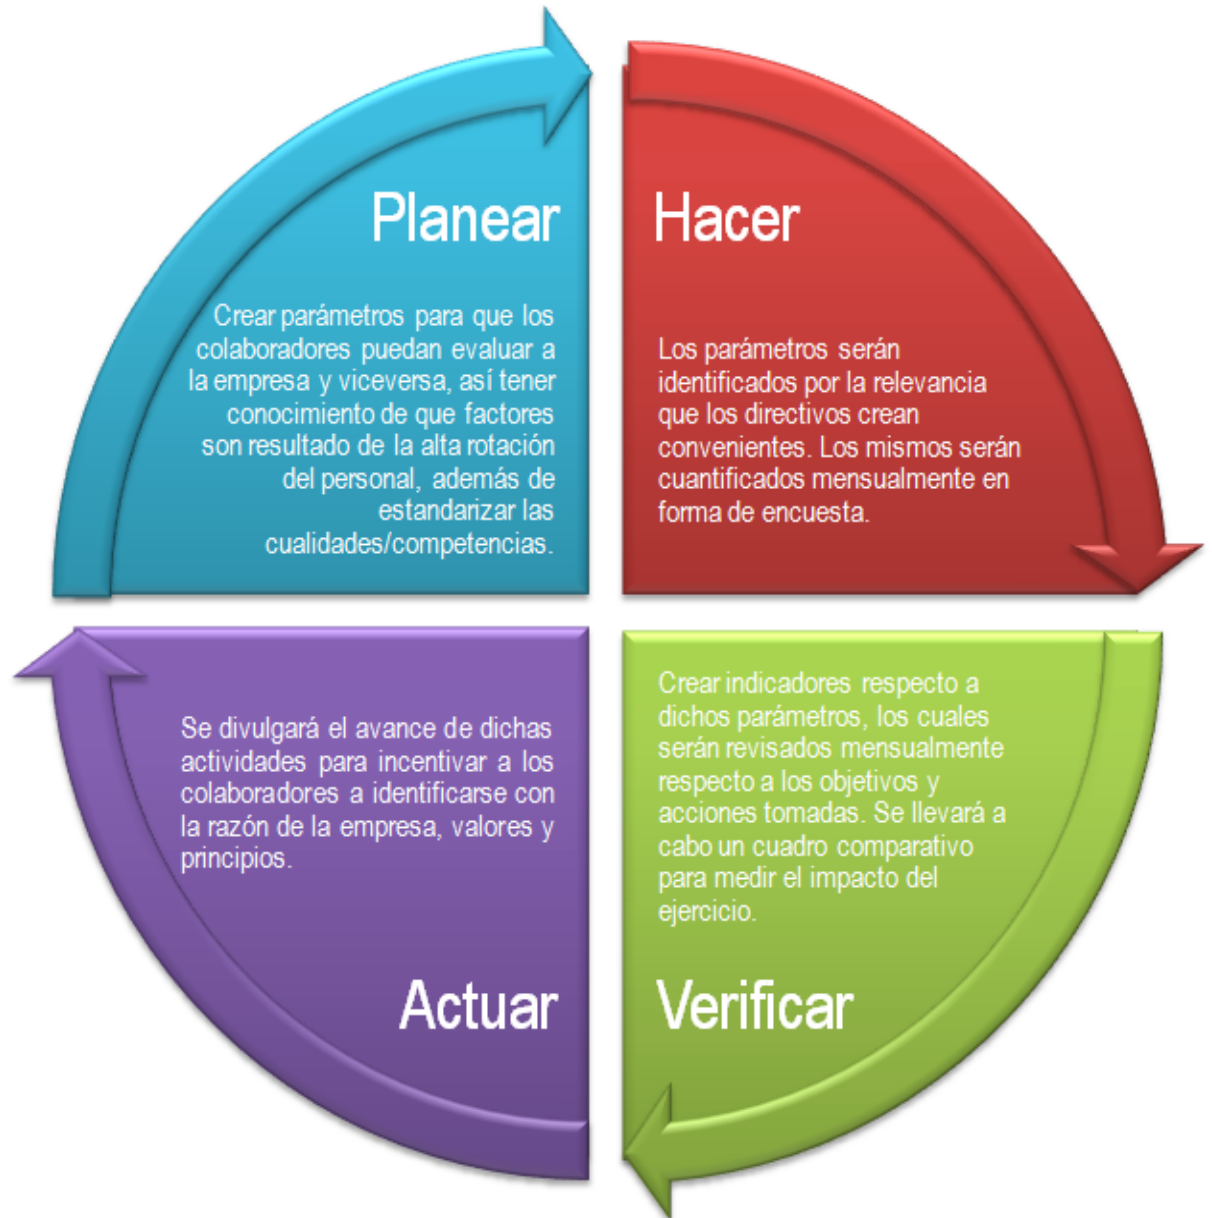 Planear
Crear parámetros para que los
colaboradores puedan evaluar a
la empresa y viceversa, así tener
conocimiento de que factores
son resultado de la alta rotación
del personal, además de
estandarizar las
cualidades/competencias.
Hacer
Los parámetros serán
identificados por la relevancia
que los directivos crean
convenientes. Los mismos serán
cuantificados mensualmente en
forma de encuesta.
Crear indicadores respecto a
dichos parámetros, los cuales
serán revisados mensualmente
respecto a los objetivos y
acciones tomadas. Se llevará a
cabo un cuadro comparativo
para medir el impacto del
ejercicio.
Verificar
Se divulgará el avance de dichas
actividades para incentivar a los
colaboradores a identificarse con
la razón de la empresa, valores y
principios.
Actuar